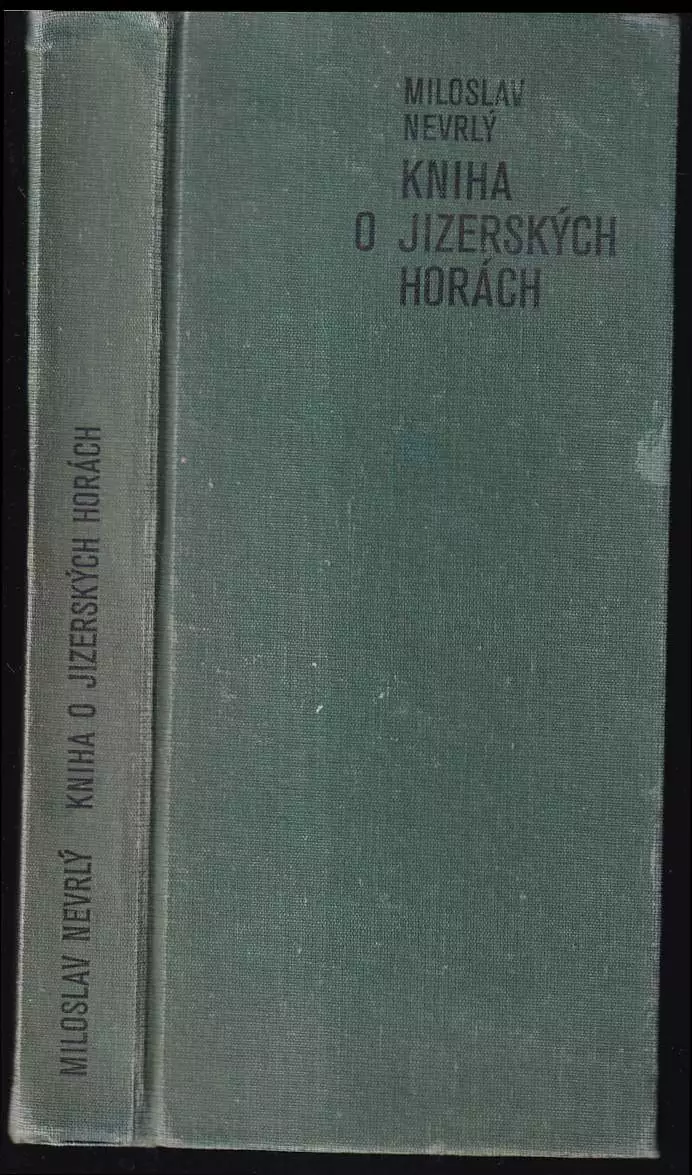 MILOSLAV
NEVRLÝ
KNIHA
O JIZERSKÝCH
HORÁCH
MILOSLAV NEVRLÝ KNIHA O JIZERSKÝCH HORÁCH